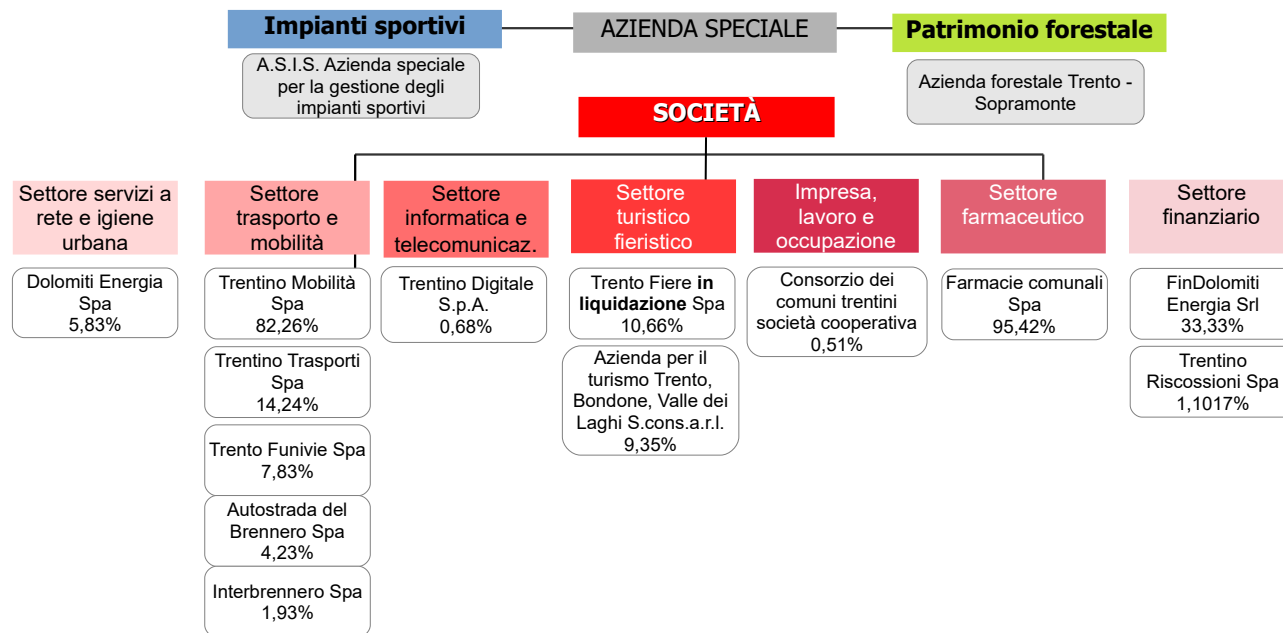 Impianti sportivi
AZIENDA SPECIALE
Patrimonio forestale
A.S.I.S. Azienda speciale
per la gestione degli
impianti sportivi
Azienda forestale Trento -
Sopramonte
SOCIETÀ
Settore servizi a
rete e igiene
urbana
Settore
trasporto e
mobilità
Settore
informatica e
telecomunicaz.
Settore
turistico
fieristico
Impresa,
lavoro e
occupazione
Settore
farmaceutico
Settore
finanziario
Dolomiti Energia
Spa
5,83%
Trentino Mobilità
Spa
82,26%
Trentino Trasporti
Spa
14,24%
Trento Funivie Spa
7,83%
Autostrada del
Brennero Spa
4,23%
Interbrennero Spa
1,93%
Trentino Digitale
S.p.A.
0,68%
Trento Fiere in
liquidazione Spa
10,66%
Azienda per il
turismo Trento,
Bondone, Valle dei
Laghi S.cons.a.r.l.
9,35%
Consorzio dei
comuni trentini
società cooperativa
0,51%
Farmacie comunali
Spa
95,42%
FinDolomiti
Energia Srl
33,33%
Trentino
Riscossioni Spa
1,1017%